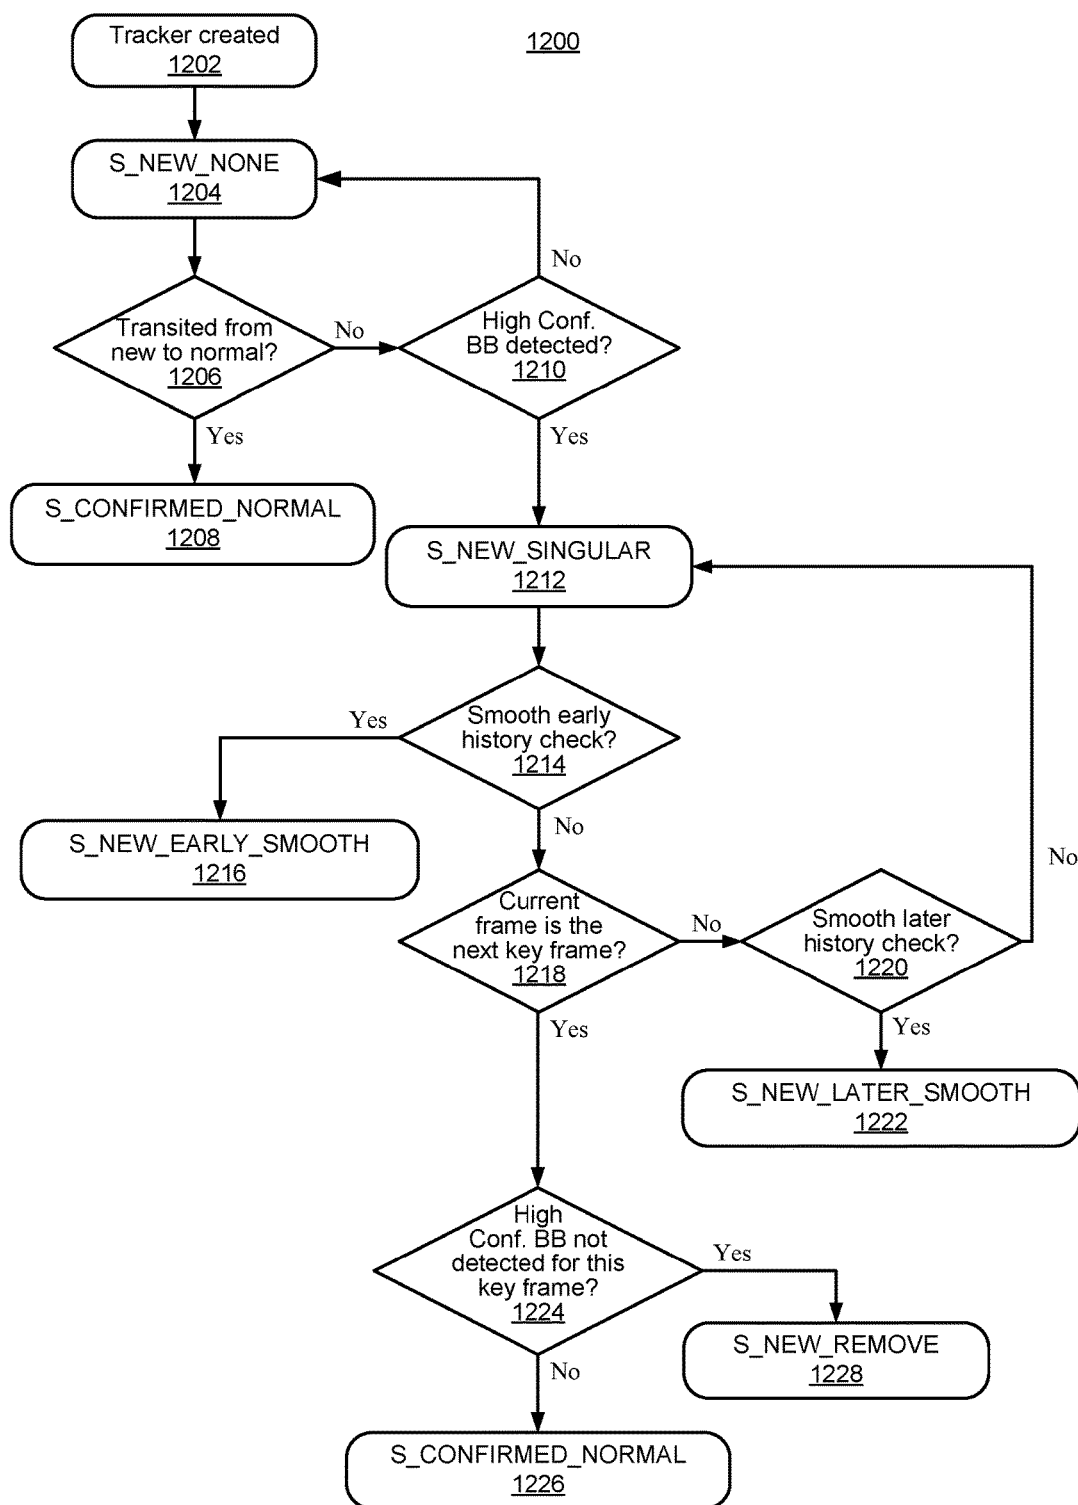 Tracker created
1202
1200
S_NEW_NONE
1204
No
Transited from
new to normal?
1206
No
High Conf.
BB detected?
1210
Yes
Yes
S_CONFIRMED_NORMAL
1208
S_NEW_SINGULAR
1212
Yes
Smooth early
history check?
1214
No
S_NEW_EARLY_SMOOTH
1216
No
Current
frame is the
next key frame?
1218
No
Smooth later
history check?
1220
Yes
Yes
S_NEW_LATER_SMOOTH
1222
High
Conf. BB not
detected for this
key frame?
1224
Yes
S_NEW_REMOVE
1228
No
S_CONFIRMED_NORMAL
1226